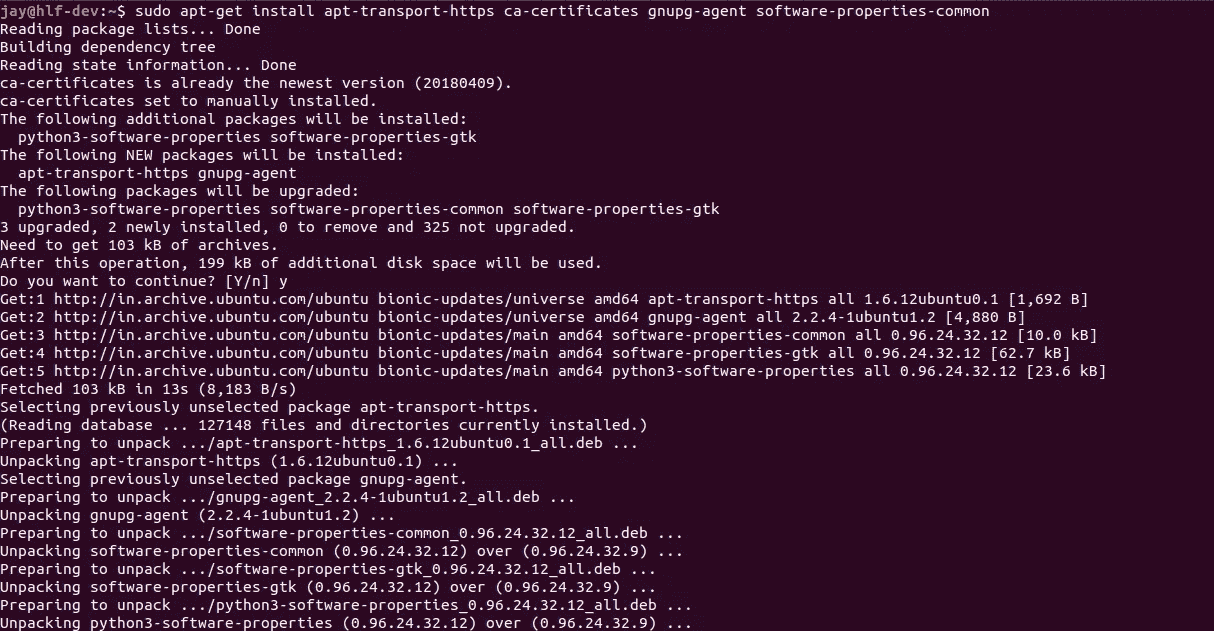 jay@hlf-dev:~$ sudo apt-get install apt-transport-https ca-certificates gnupg-agent software-properties-common
Reading package lists... Done
Building dependency tree
Reading state information... Done
ca-certificates is already the newest version (20180409).
ca-certificates set to manually installed.
The following additional packages will be installed:
  python3-software-properties software-properties-gtk
The following NEW packages will be installed:
  apt-transport-https gnupg-agent
The following packages will be upgraded:
  python3-software-properties software-properties-common software-properties-gtk
3 upgraded, 2 newly installed, 0 to remove and 325 not upgraded.
Need to get 103 kB of archives.
After this operation, 199 kB of additional disk space will be used.
Do you want to continue? [Y/n] y
Get:1 http://in.archive.ubuntu.com/ubuntu bionic-updates/universe amd64 apt-transport-https all 1.6.12ubuntu0.1 [1,692 B]
Get:2 http://in.archive.ubuntu.com/ubuntu bionic-updates/universe amd64 gnupg-agent all 2.2.4-1ubuntu1.2 [4,880 B]
Get:3 http://in.archive.ubuntu.com/ubuntu bionic-updates/main amd64 software-properties-common all 0.96.24.32.12 [10.0 kB]
Get:4 http://in.archive.ubuntu.com/ubuntu bionic-updates/main amd64 software-properties-gtk all 0.96.24.32.12 [62.7 kB]
Get:5 http://in.archive.ubuntu.com/ubuntu bionic-updates/main amd64 python3-software-properties all 0.96.24.32.12 [23.6 kB]
Fetched 103 kB in 13s (8,183 B/s)
Selecting previously unselected package apt-transport-https.
(Reading database ... 127148 files and directories currently installed.)
Preparing to unpack .../apt-transport-https_1.6.12ubuntu0.1_all.deb ...
Unpacking apt-transport-https (1.6.12ubuntu0.1) ...
Selecting previously unselected package gnupg-agent.
Preparing to unpack .../gnupg-agent_2.2.4-1ubuntu1.2_all.deb ...
Unpacking gnupg-agent (2.2.4-1ubuntu1.2) ...
Preparing to unpack .../software-properties-common_0.96.24.32.12_all.deb ...
Unpacking software-properties-common (0.96.24.32.12) over (0.96.24.32.9) ...
Preparing to unpack .../software-properties-gtk_0.96.24.32.12_all.deb ...
Unpacking software-properties-gtk (0.96.24.32.12) over (0.96.24.32.9) ...
Preparing to unpack .../python3-software-properties_0.96.24.32.12_all.deb ...
Unpacking python3-software-properties (0.96.24.32.12) over (0.96.24.32.9) ...